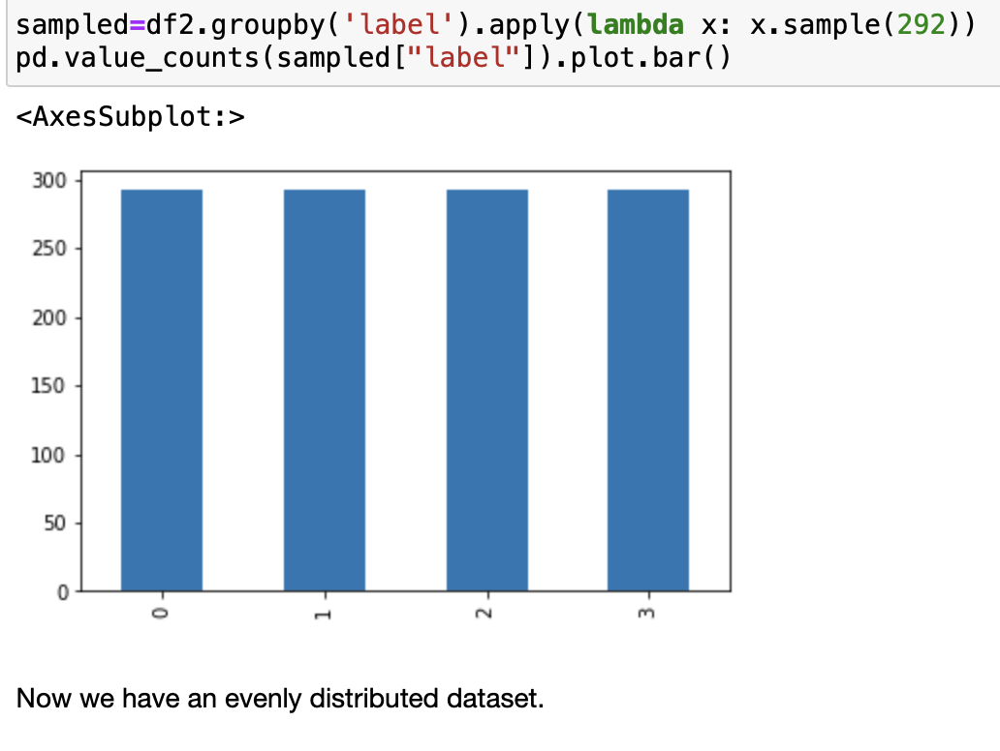 sampled=df2.groupby('label').apply(lambda x: x.sample(292))
pd.value_counts(sampled["label"]).plot.bar()
<AxesSubplot:>
300
250
200
150
100
50
0
0 1 2 3
Now we have an evenly distributed dataset.